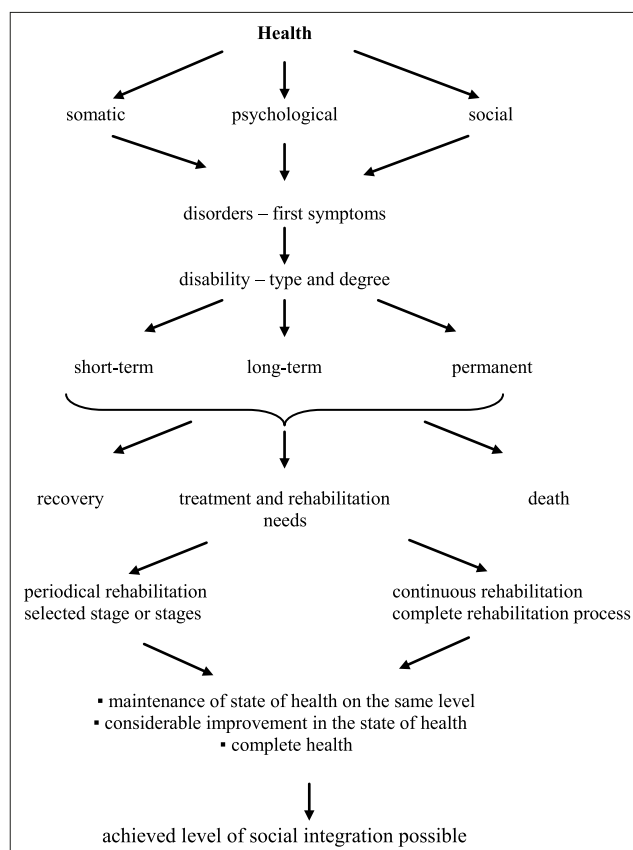 Health
somatic psychological social
disorders – first symptoms
disability – type and degree
short-term long-term permanent
recovery treatment and rehabilitation death
needs
periodical rehabilitation continuous rehabilitation
selected stage or stages complete rehabilitation process
▪ maintenance of state of health on the same level
▪ considerable improvement in the state of health
▪ complete health
achieved level of social integration possible